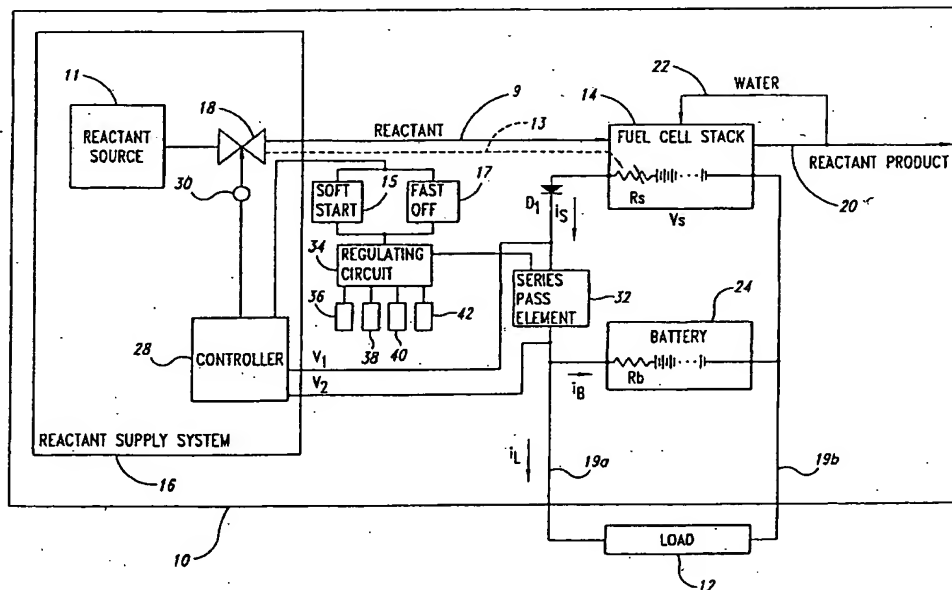 11
18
9
14
22
WATER
REACTANT
SOURCE
REACTANT
13
FUEL CELL STACK
REACTANT PRODUCT
30
SOFT
START
15
FAST
OFF
17
D1
iS
Rs
Vs
20
34
REGULATING
CIRCUIT
SERIES
PASS
ELEMENT
32
24
36
38
40
42
BATTERY
28
CONTROLLER
V1
V2
iB
Rb
REACTANT SUPPLY SYSTEM
16
iL
19a
19b
10
LOAD
12